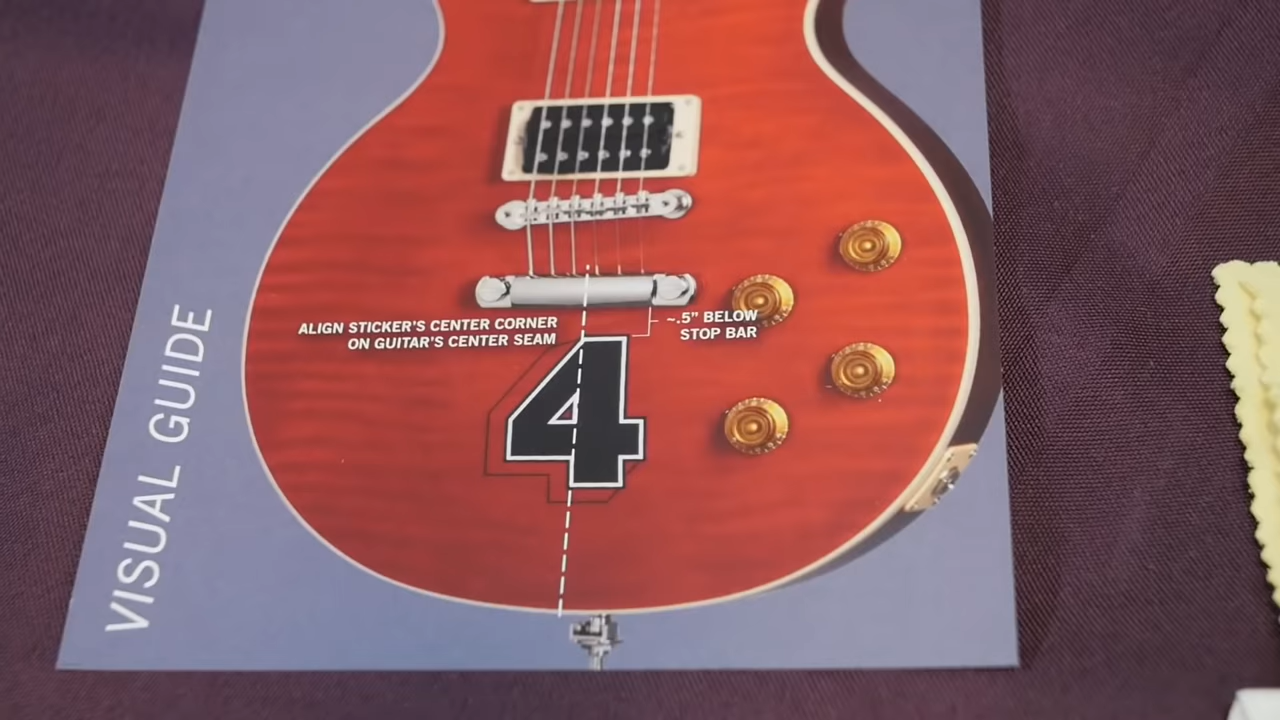 ALIGN STICKER'S CENTER CORNER
ON GUITAR'S CENTER SEAM
~.5" BELOW
STOP BAR
4
VISUAL GUIDE